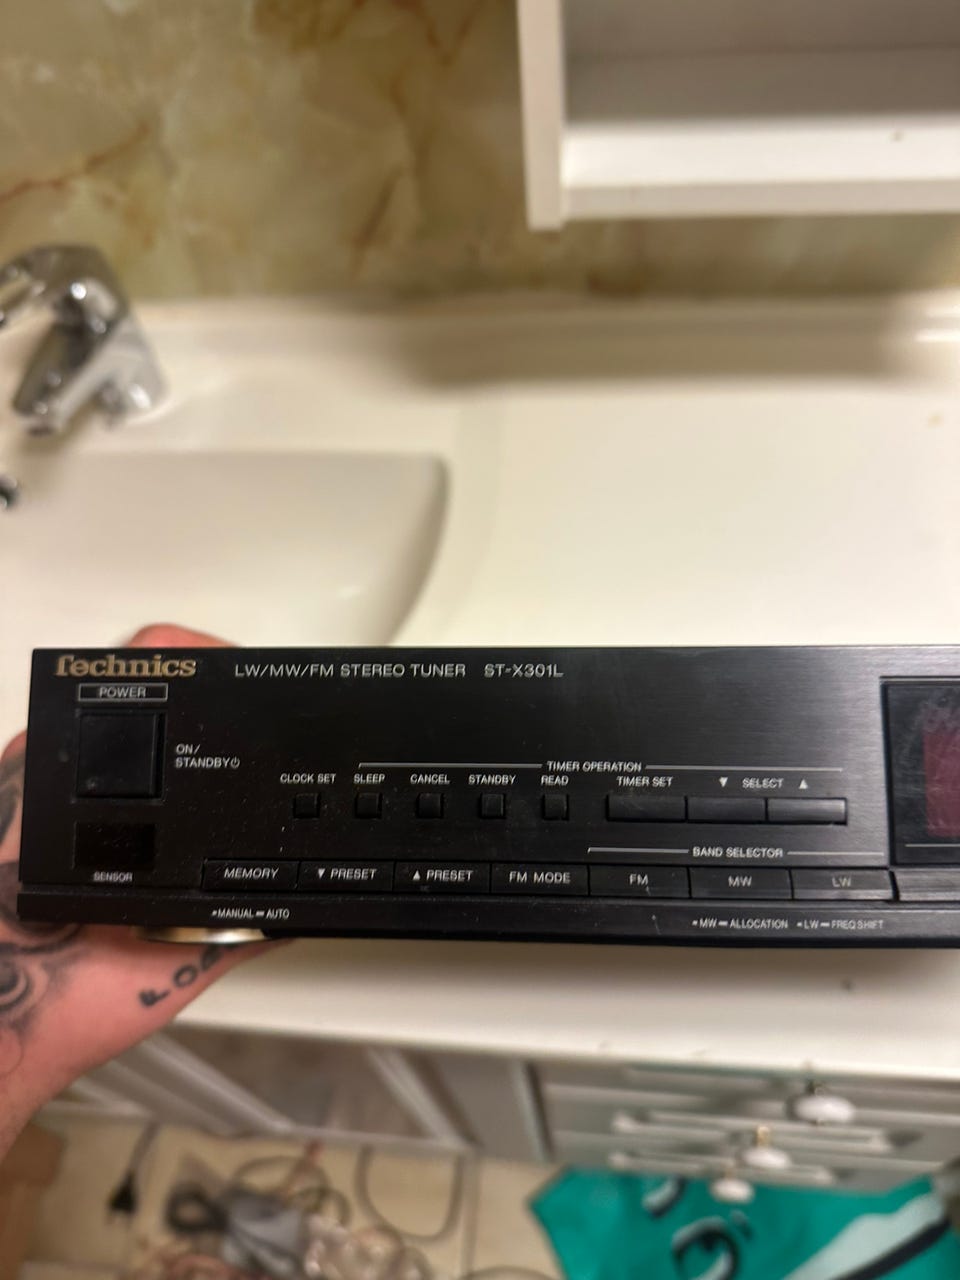 Technics
LW/MW/FM STEREO TUNER ST-X301L
POWER
ON/
STANDBY
TIMER OPERATION
CLOCK SET SLEEP CANCEL STANDBY READ TIMER SET ▼ SELECT ▲
BAND SELECTOR
SENSOR
MEMORY ▼ PRESET ▲ PRESET FM MODE FM MW LW
•MANUAL — AUTO
•MW — ALLOCATION •LW — FREQ SHIFT